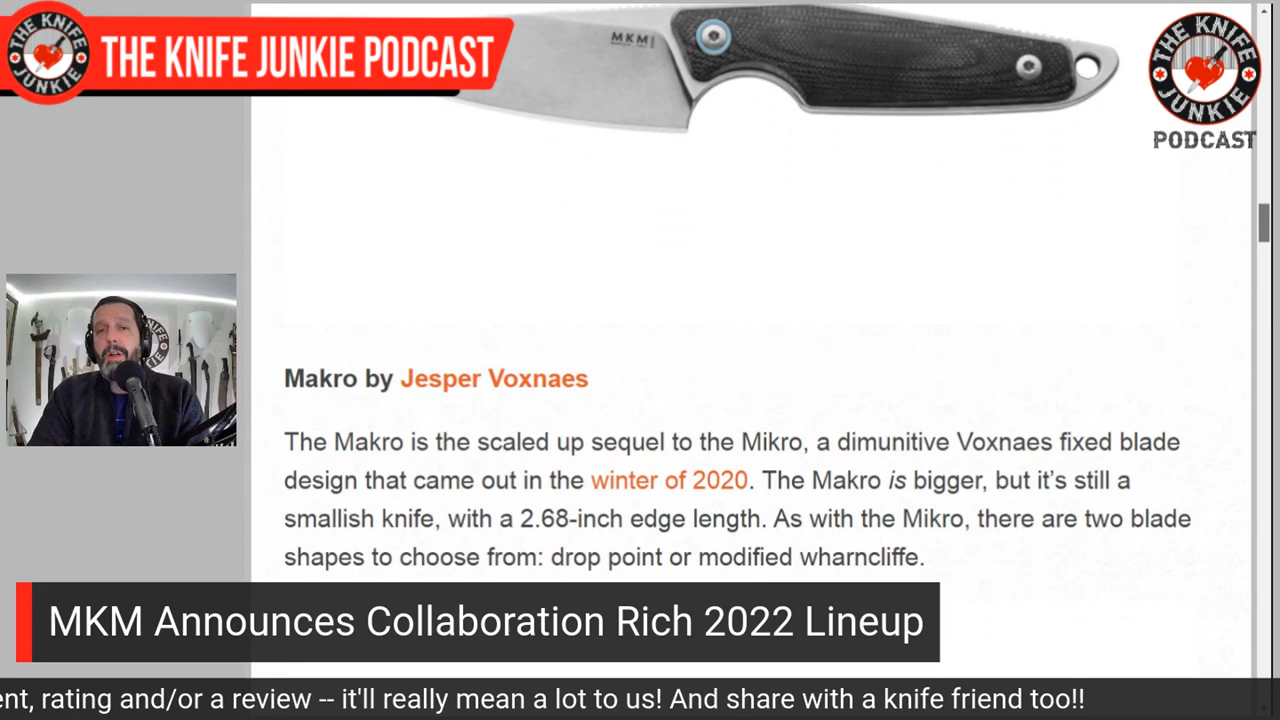 THE KNIFE JUNKIE
THE KNIFE JUNKIE PODCAST
MKM
THE KNIFE JUNKIE
PODCAST
Makro by Jesper Voxnaes
The Makro is the scaled up sequel to the Mikro, a dimunitive Voxnaes fixed blade
design that came out in the winter of 2020. The Makro is bigger, but it's still a
smallish knife, with a 2.68-inch edge length. As with the Mikro, there are two blade
shapes to choose from: drop point or modified wharncliffe.
MKM Announces Collaboration Rich 2022 Lineup
ent, rating and/or a review -- it'll really mean a lot to us! And share with a knife friend too!!